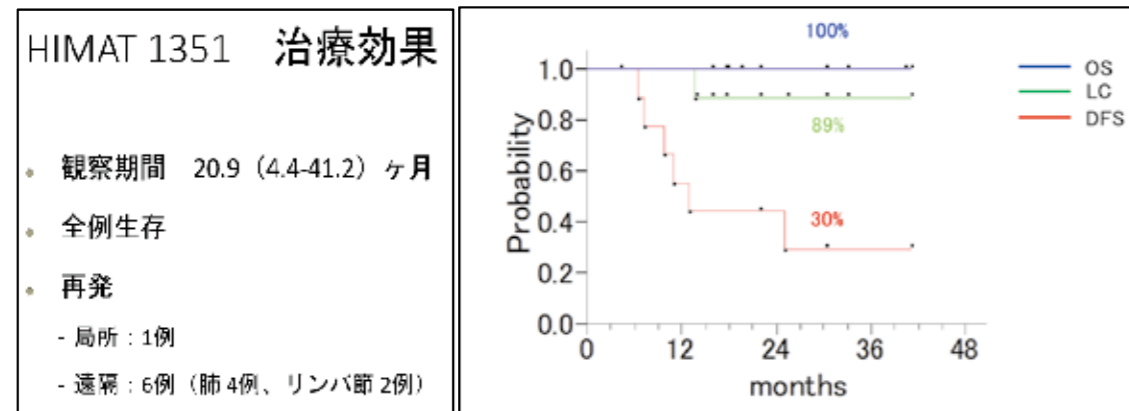 HIMAT 1351 治療効果
• 観察期間 20.9（4.4-41.2）ヶ月
• 全例生存
• 再発
- 局所：1例
- 遠隔：6例（肺 4例、リンパ節 2例）
100%
1.0
0.8
0.6
0.4
0.2
0.0
Probability
89%
30%
0 12 24 36 48
months
OS
LC
DFS